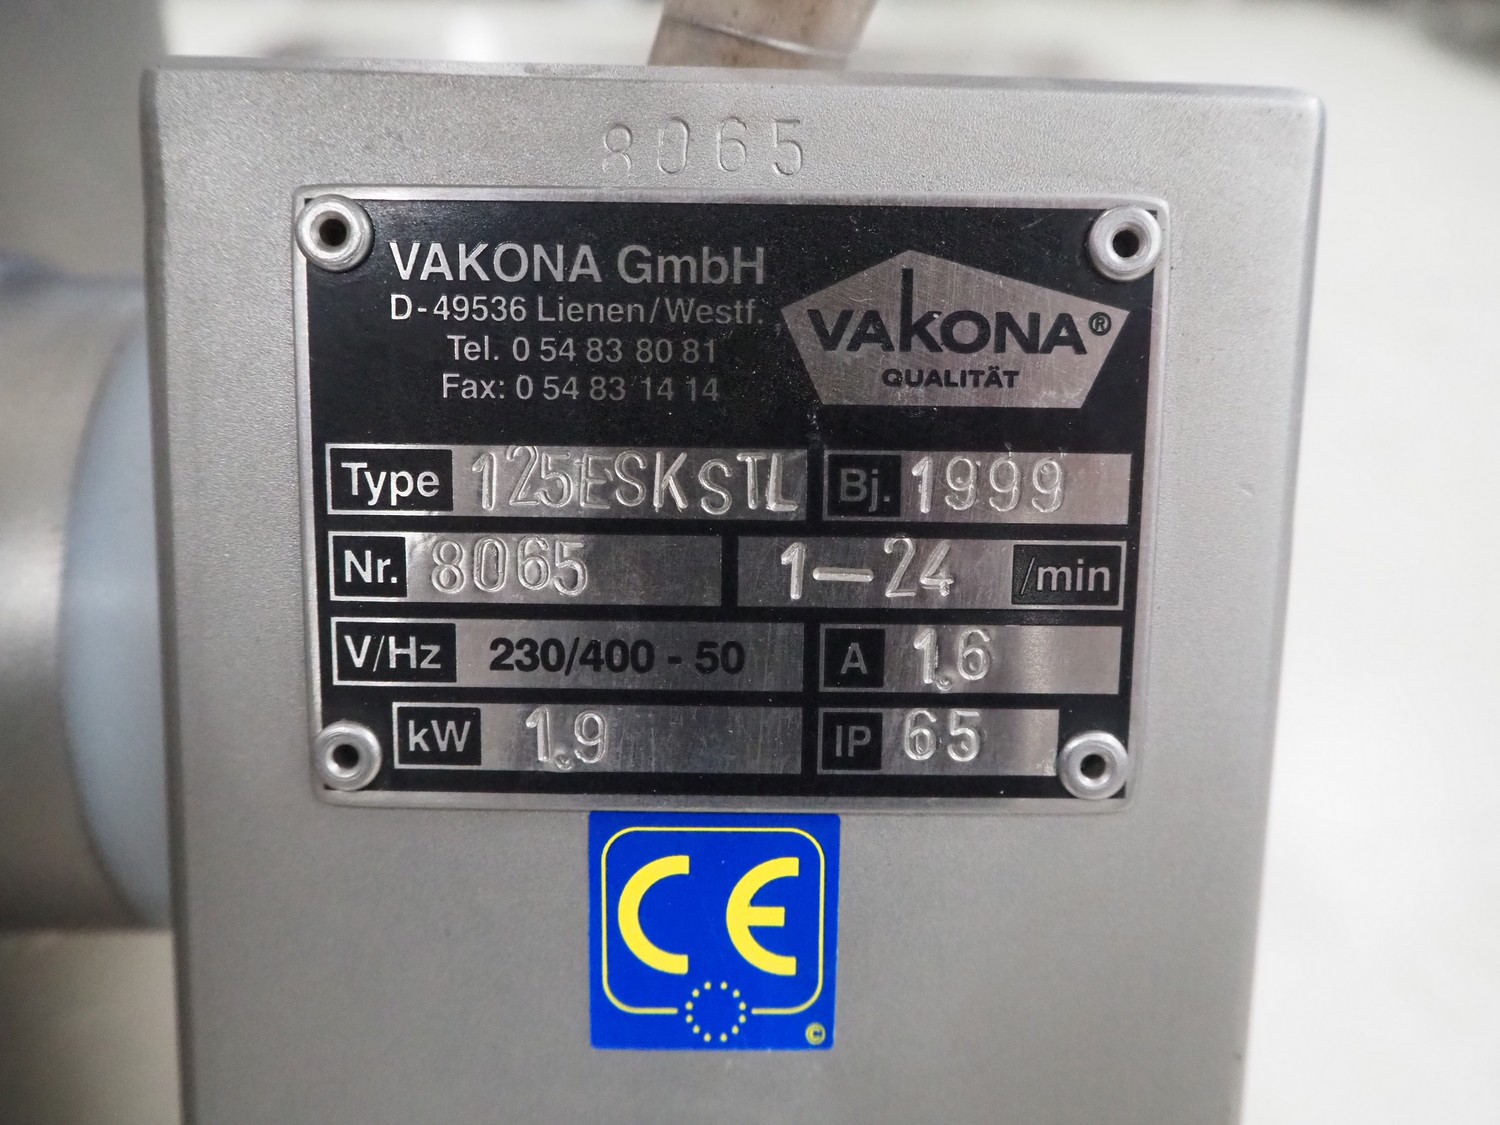 8065
VAKONA GmbH
D-49536 Lienen/Westf.
Tel. 0 54 83 80 81
Fax: 0 54 83 14 14
VAKONA®
QUALITÄT
Type 125ESKSTL Bj. 1999
Nr. 8065 1-24 /min
V/Hz 230/400 - 50 A 1.6
kW 1.9 IP 65
CE
©